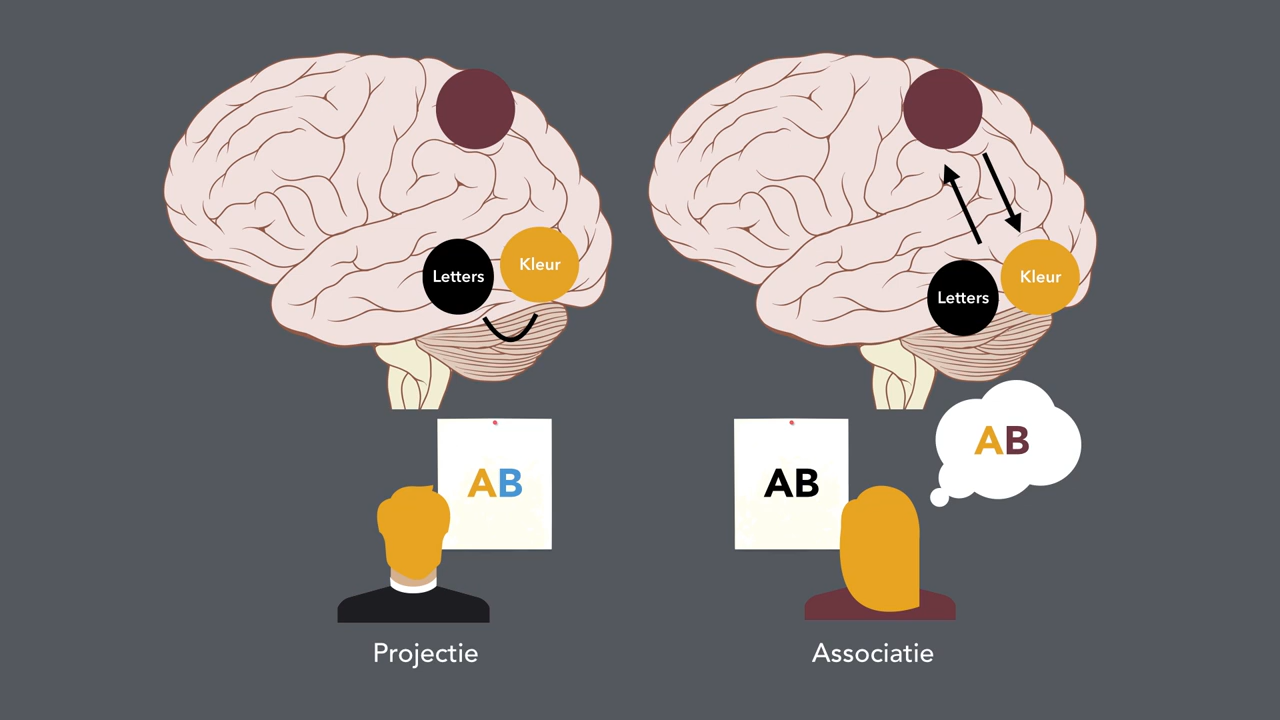 Letters
Kleur
Letters
Kleur
AB
AB
AB
Projectie
Associatie